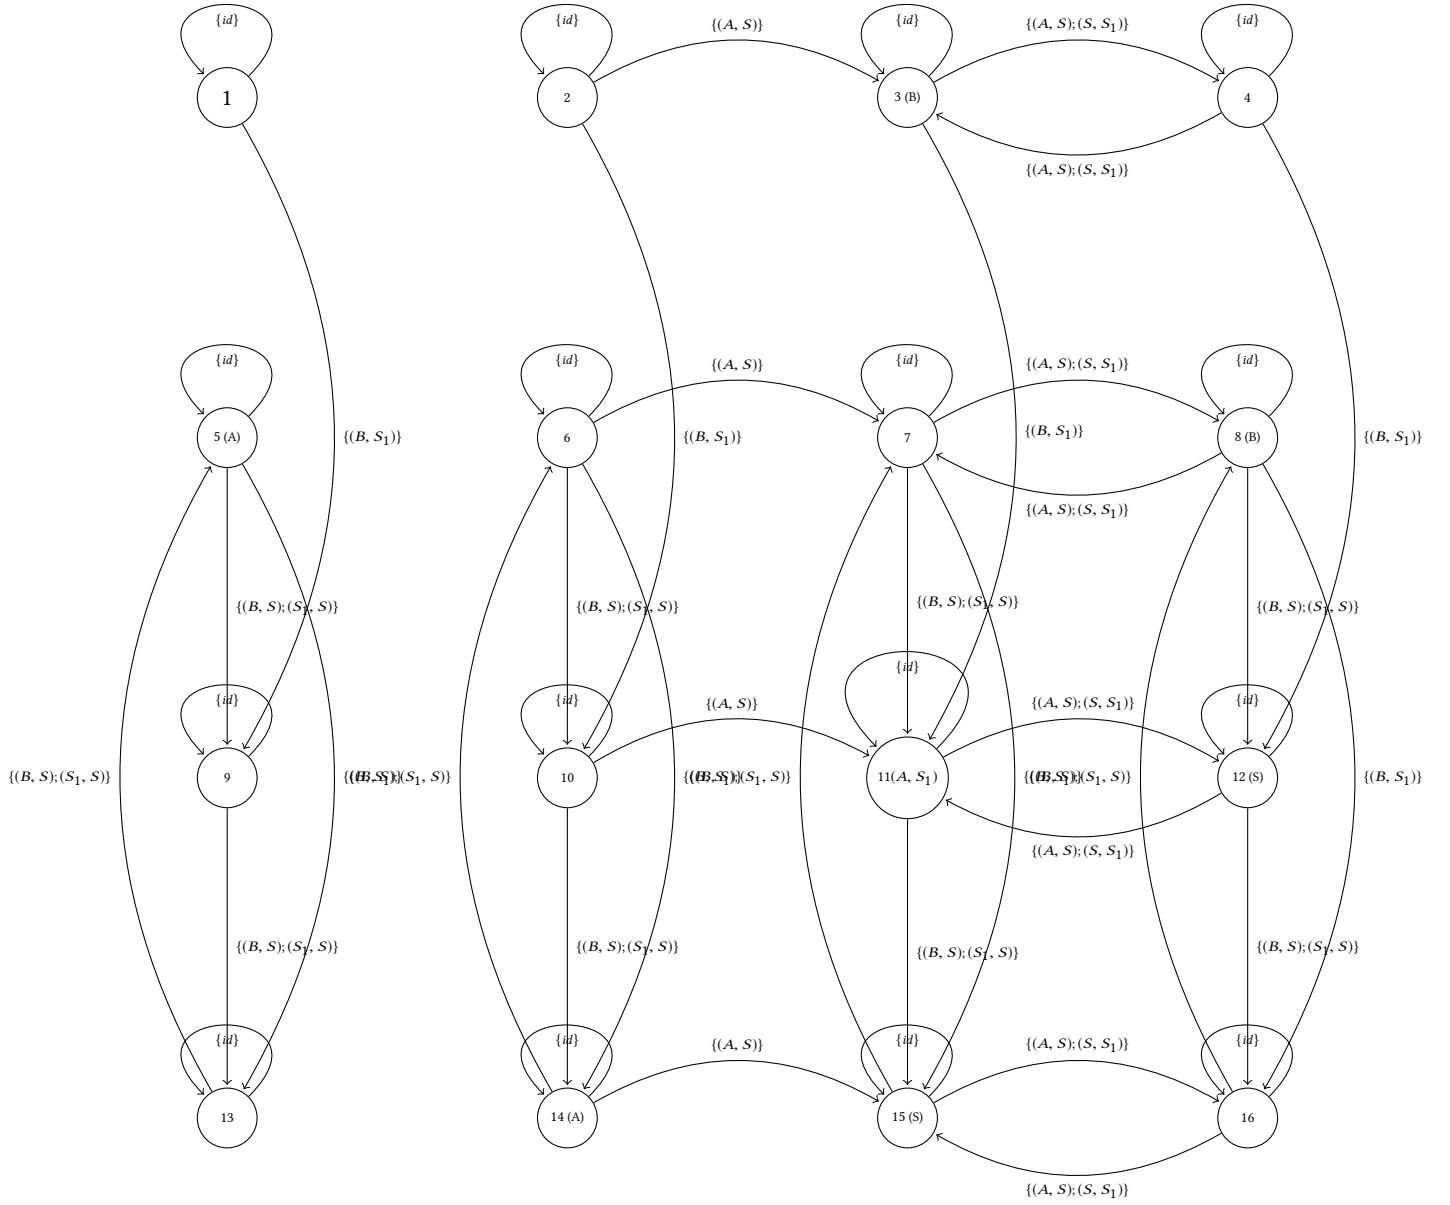 {id} {id} {id} {id}
{(A, S)} {(A, S);(S, S₁)}
1 2 3 (B) 4
{(A, S);(S, S₁)}
{id} {id} {id} {id}
{(A, S)} {(A, S);(S, S₁)}
5 (A) 6 7 8 (B)
{(B, S₁)} {(B, S₁)} {(B, S₁)} {(B, S₁)}
{(A, S);(S, S₁)}
{(B, S);(S₁, S)} {(B, S);(S₁, S)} {(B, S);(S₁, S)} {(B, S);(S₁, S)}
{id} {id} {id} {id}
{(A, S)} {(A, S);(S, S₁)}
{(B, S);(S₁, S)} 9 10 11(A, S₁) 12 (S) {(B, S₁)}
{(A, S);(S, S₁)}
{(B, S);(S₁, S)} {(B, S);(S₁, S)} {(B, S);(S₁, S)} {(B, S);(S₁, S)}
{id} {id} {id} {id}
{(A, S)} {(A, S);(S, S₁)}
13 14 (A) 15 (S) 16
{(A, S);(S, S₁)}